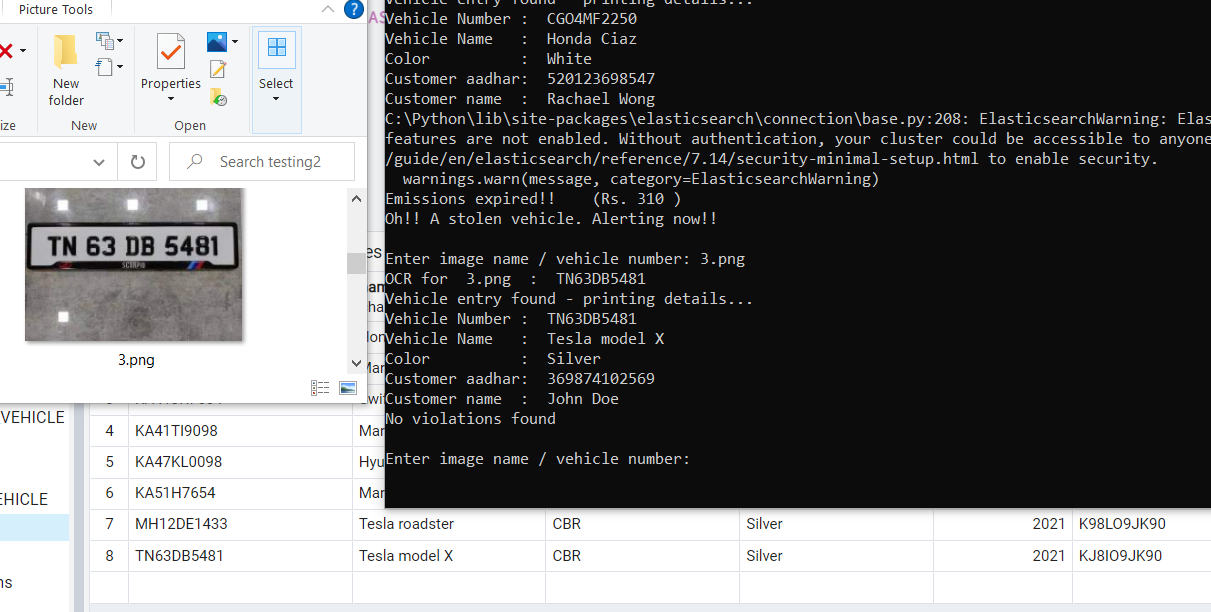 Picture Tools
?
New
folder
Properties
Select
ize
New
Open
Search testing2
TN 63 DB 5481
SCORPIO
3.png
Vehicle entry found - printing details...
Vehicle Number : CGO4MF2250
Vehicle Name : Honda Ciaz
Color : White
Customer aadhar: 520123698547
Customer name : Rachael Wong
C:\Python\lib\site-packages\elasticsearch\connection\base.py:208: ElasticsearchWarning: Elas
features are not enabled. Without authentication, your cluster could be accessible to anyone
/guide/en/elasticsearch/reference/7.14/security-minimal-setup.html to enable security.
warnings.warn(message, category=ElasticsearchWarning)
Emissions expired!! (Rs. 310 )
Oh!! A stolen vehicle. Alerting now!!
Enter image name / vehicle number: 3.png
OCR for 3.png : TN63DB5481
Vehicle entry found - printing details...
Vehicle Number : TN63DB5481
Vehicle Name : Tesla model X
Color : Silver
Customer aadhar: 369874102569
Customer name : John Doe
No violations found
Enter image name / vehicle number:
VEHICLE
EHICLE
ns
4 KA41TI9098 Mar
5 KA47KL0098 Hyu
6 KA51H7654 Mar
7 MH12DE1433 Tesla roadster CBR Silver 2021 K98LO9JK90
8 TN63DB5481 Tesla model X CBR Silver 2021 KJ8IO9JK90